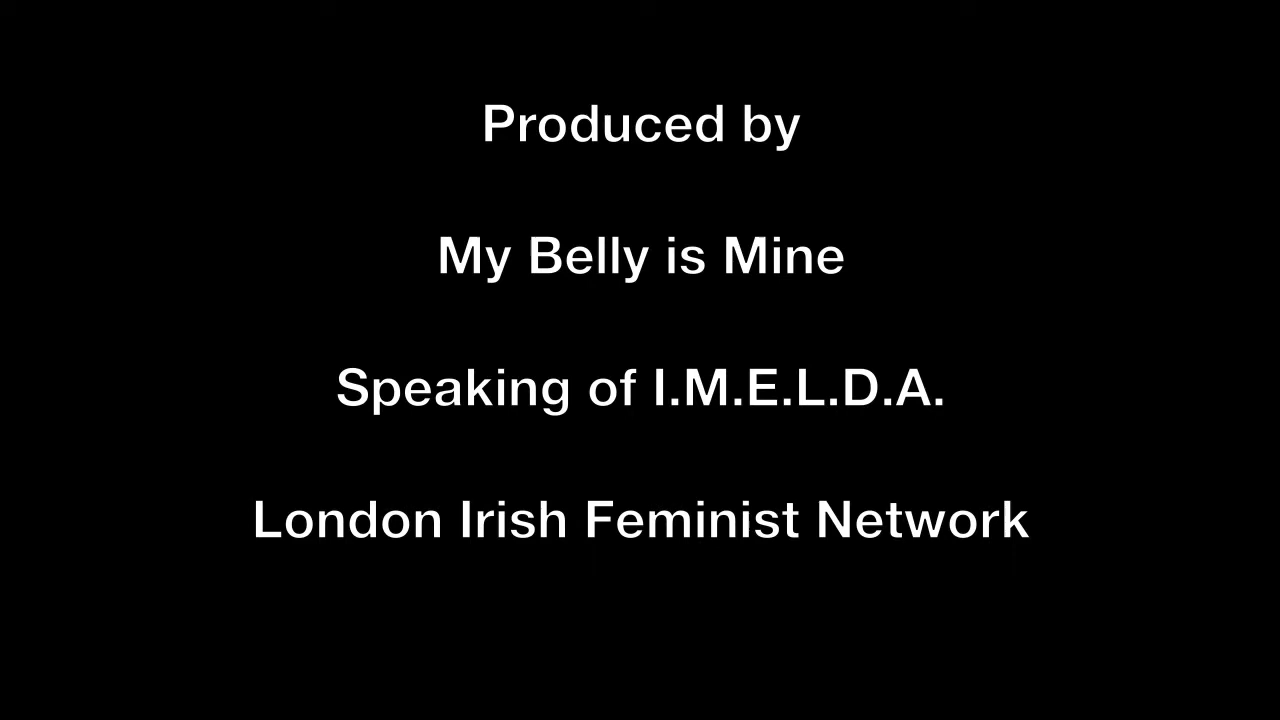 Produced by
My Belly is Mine
Speaking of I.M.E.L.D.A.
London Irish Feminist Network